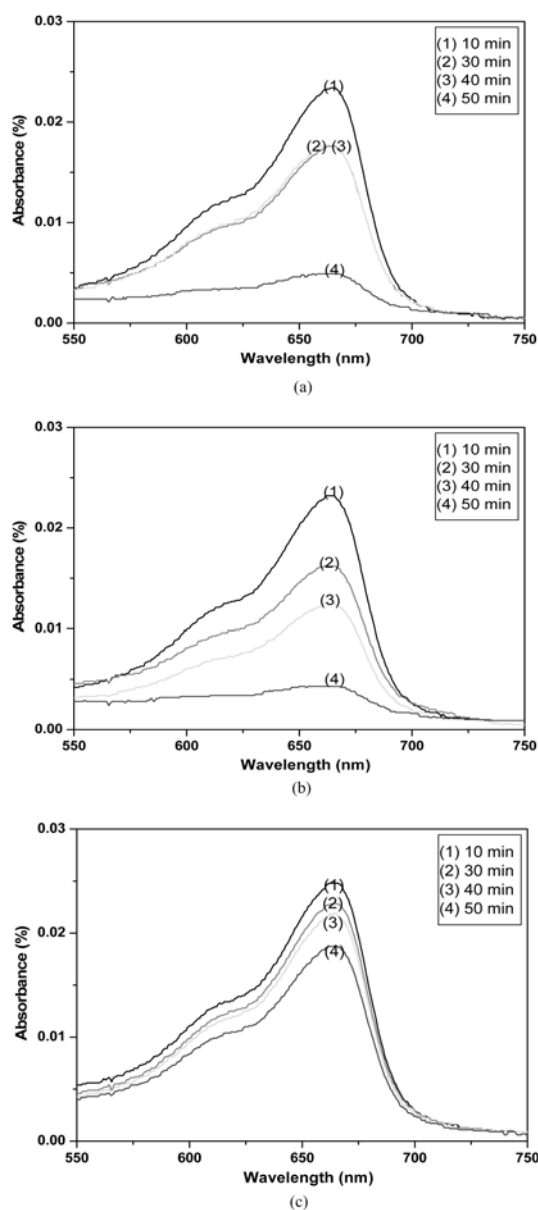 0.03
0.02
0.01
0.00
Absorbance (%)
(1) 10 min
(2) 30 min
(3) 40 min
(4) 50 min
(1)
(2) (3)
(4)
550 600 650 700 750
Wavelength (nm)
(a)
0.03
0.02
0.01
0.00
Absorbance (%)
(1) 10 min
(2) 30 min
(3) 40 min
(4) 50 min
(1)
(2)
(3)
(4)
550 600 650 700 750
Wavelength (nm)
(b)
0.03
0.02
0.01
0.00
Absorbance (%)
(1) 10 min
(2) 30 min
(3) 40 min
(4) 50 min
(1)
(2)
(3)
(4)
550 600 650 700 750
Wavelength (nm)
(c)